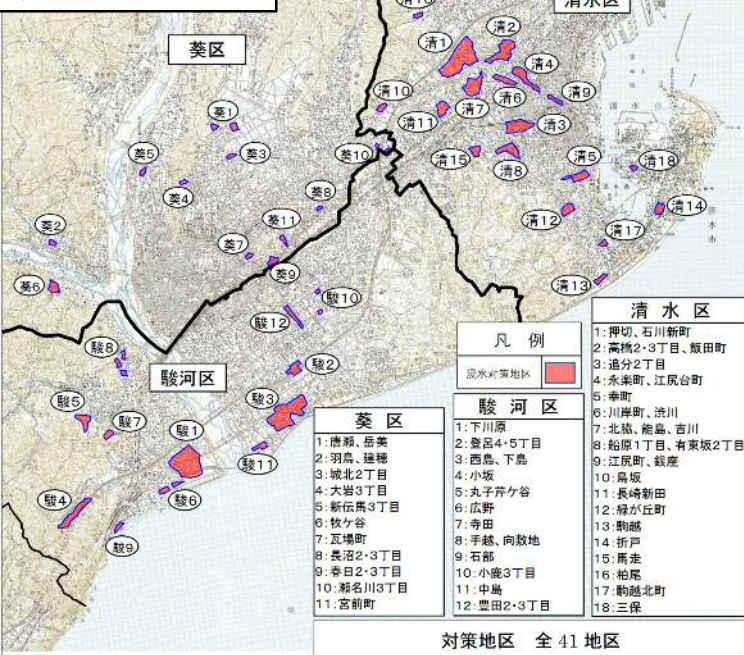 清水区
葵区
清16
清1
清2
清4
清10
清7
清6
清9
清11
清3
葵1
葵3
葵10
清15
清8
葵5
葵4
清5
清18
葵8
清12
清14
葵2
葵11
葵7
清17
清水市
葵6
葵9
駿10
清13
駿12
駿8
駿河区
駿2
駿5
駿7
駿3
駿1
駿11
駿4
駿6
駿9
凡 例
浸水対策地区
葵 区
1:唐瀬、岳美
2:羽鳥、建穂
3:城北2丁目
4:大岩3丁目
5:新伝馬3丁目
6:牧ケ谷
7:瓦場町
8:長沼2・3丁目
9:春日2・3丁目
10:瀬名川3丁目
11:宮前町
駿 河 区
1:下川原
2:登呂4・5丁目
3:西島、下島
4:小坂
5:丸子芹ケ谷
6:広野
7:寺田
8:手越、向敷地
9:石部
10:小鹿3丁目
11:中島
12:豊田2・3丁目
清 水 区
1:押切、石川新町
2:高橋2・3丁目、飯田町
3:追分2丁目
4:永楽町、江尻台町
5:幸町
6:川岸町、渋川
7:北脇、能島、吉川
8:船原1丁目、有東坂2丁目
9:江尻町、銀座
10:鳥坂
11:長崎新田
12:緑が丘町
13:駒越
14:折戸
15:馬走
16:柏尾
17:駒越北町
18:三保
対策地区 全 41 地区